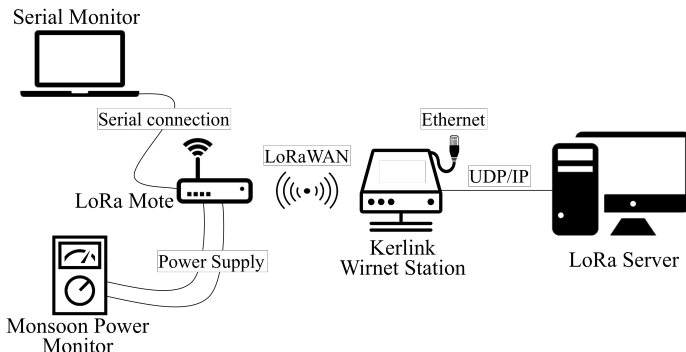 Serial Monitor
Serial connection
Ethernet
LoRaWAN
UDP/IP
LoRa Mote
Power Supply
Kerlink
Wirnet Station
LoRa Server
Monsoon Power
Monitor